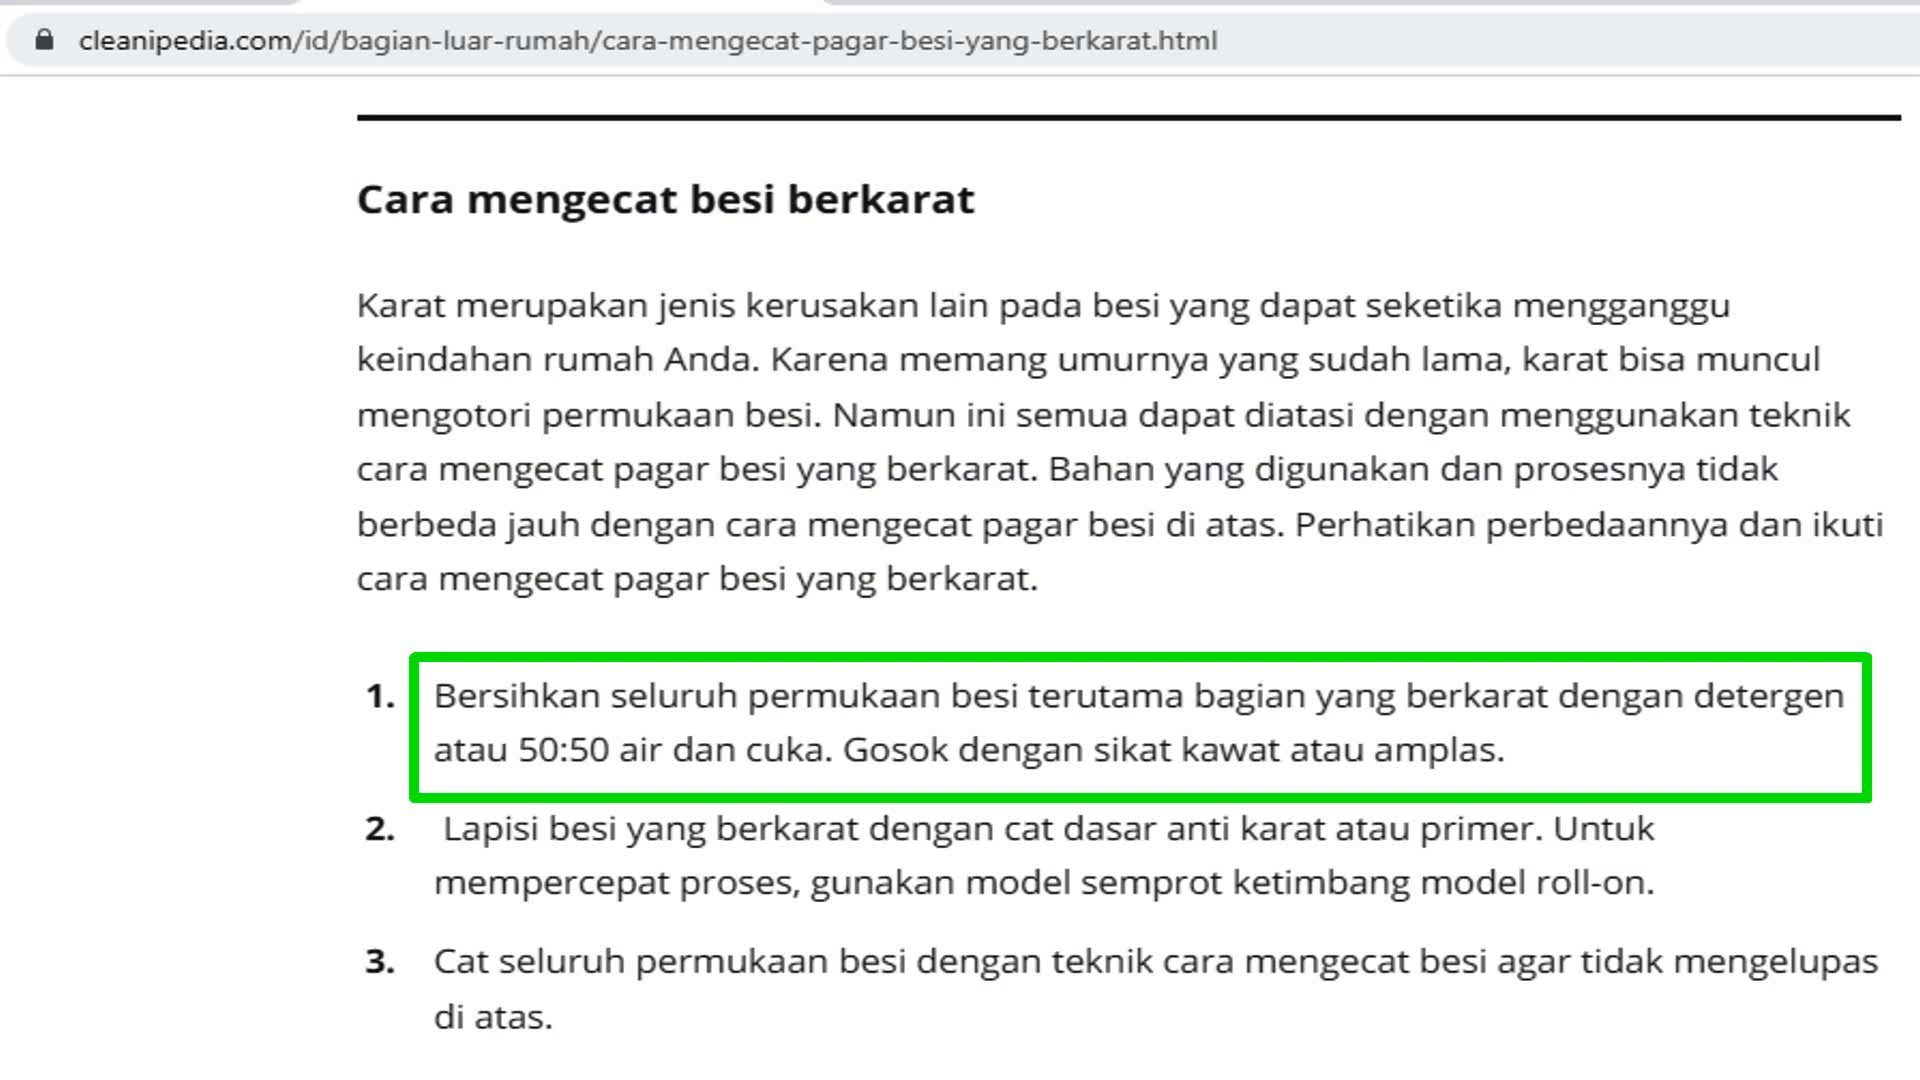 cleanipedia.com/id/bagian-luar-rumah/cara-mengecat-pagar-besi-yang-berkarat.html
Cara mengecat besi berkarat
Karat merupakan jenis kerusakan lain pada besi yang dapat seketika mengganggu
keindahan rumah Anda. Karena memang umurnya yang sudah lama, karat bisa muncul
mengotori permukaan besi. Namun ini semua dapat diatasi dengan menggunakan teknik
cara mengecat pagar besi yang berkarat. Bahan yang digunakan dan prosesnya tidak
berbeda jauh dengan cara mengecat pagar besi di atas. Perhatikan perbedaannya dan ikuti
cara mengecat pagar besi yang berkarat.
1. Bersihkan seluruh permukaan besi terutama bagian yang berkarat dengan detergen
atau 50:50 air dan cuka. Gosok dengan sikat kawat atau amplas.
2. Lapisi besi yang berkarat dengan cat dasar anti karat atau primer. Untuk
mempercepat proses, gunakan model semprot ketimbang model roll-on.
3. Cat seluruh permukaan besi dengan teknik cara mengecat besi agar tidak mengelupas
di atas.